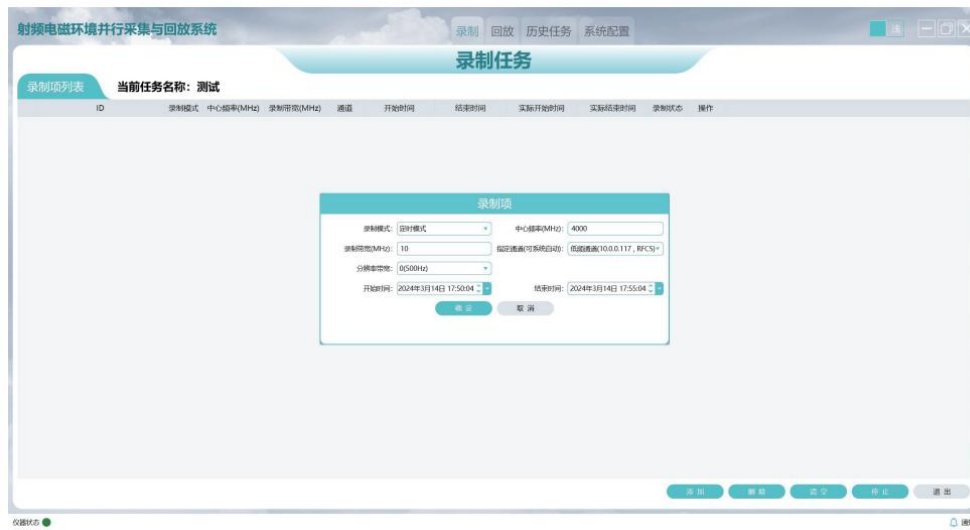 射频电磁环境并行采集与回放系统
录制 回放 历史任务 系统配置
录制任务
录制项列表 当前任务名称：测试
ID 录制模式 中心频率(MHz) 录制带宽(MHz) 通道 开始时间 结束时间 实际开始时间 实际结束时间 录制状态 操作
录制项
录制模式: 定时模式 中心频率(MHz): 4000
录制带宽(MHz): 10 指定通道(可系统自动): 低频通道(10.0.0.117 , RFCS)
分辨率带宽: 0(500Hz)
开始时间: 2024年3月14日 17:50:04 结束时间: 2024年3月14日 17:55:04
确 定 取 消
添 加 删 除 提 交 停 止 退 出
仪器状态